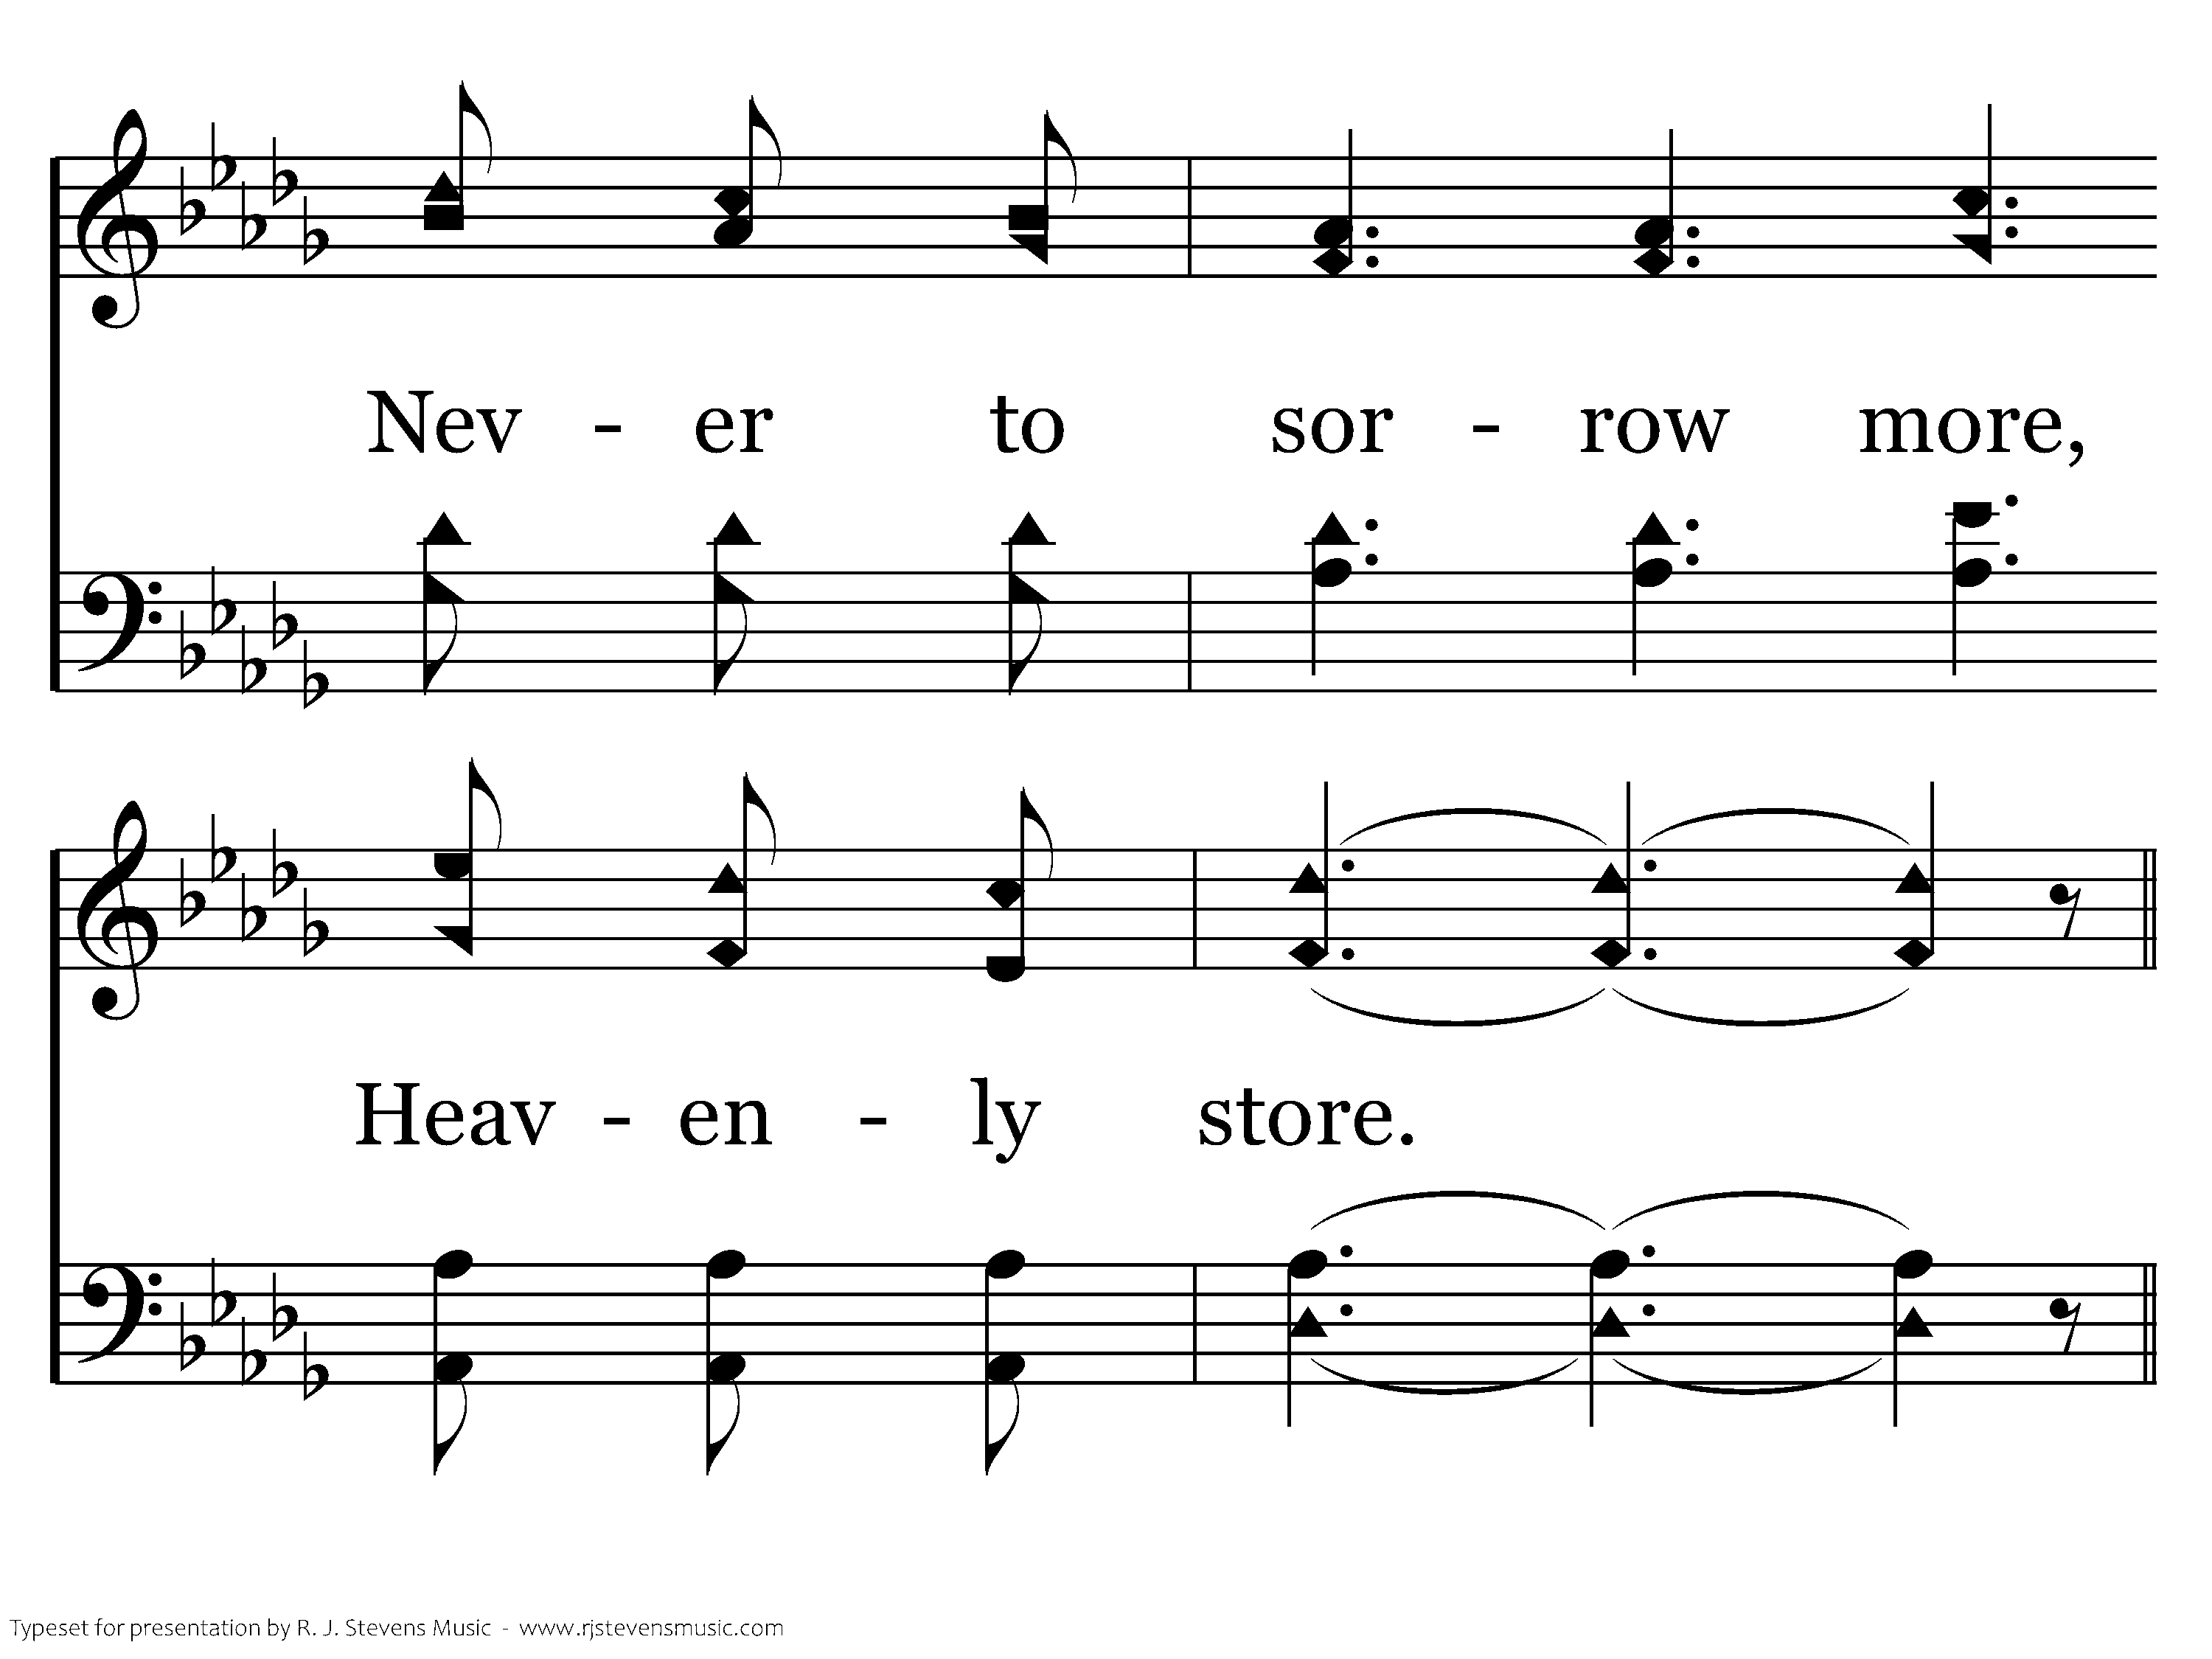 Nev - er to sor - row more,
Heav - en - ly store.
Typeset for presentation by R. J. Stevens Music - www.rjstevensmusic.com